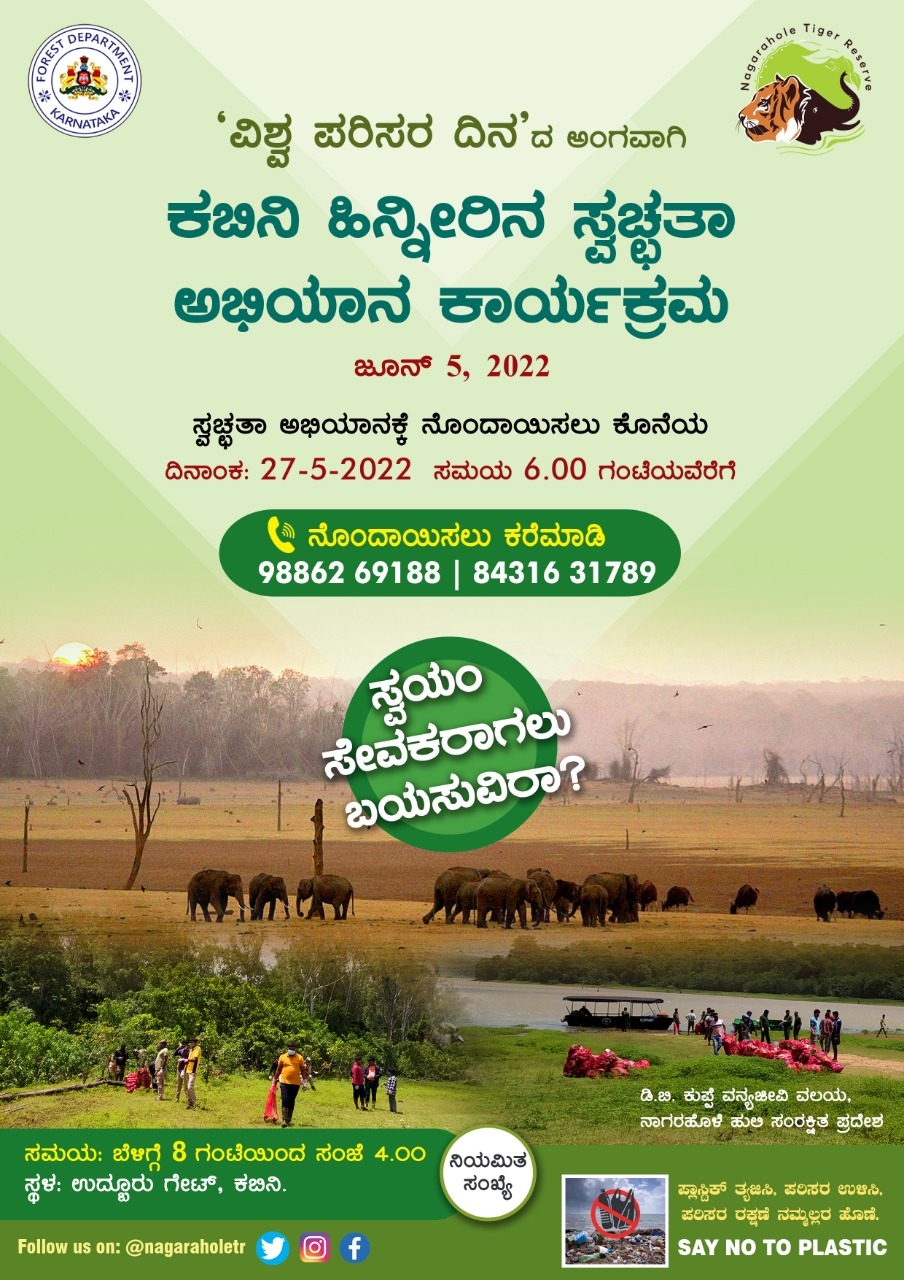 FOREST DEPARTMENT
KARNATAKA
Nagarahole Tiger Reserve
‘ವಿಶ್ವ ಪರಿಸರ ದಿನ’ದ ಅಂಗವಾಗಿ
ಕಬಿನಿ ಹಿನ್ನೀರಿನ ಸ್ವಚ್ಛತಾ
ಅಭಿಯಾನ ಕಾರ್ಯಕ್ರಮ
ಜೂನ್ 5, 2022
ಸ್ವಚ್ಛತಾ ಅಭಿಯಾನಕ್ಕೆ ನೊಂದಾಯಿಸಲು ಕೊನೆಯ
ದಿನಾಂಕ: 27-5-2022 ಸಮಯ 6.00 ಗಂಟೆಯವೆರೆಗೆ
ನೊಂದಾಯಿಸಲು ಕರೆಮಾಡಿ
98862 69188 | 84316 31789
ಸ್ವಯಂ
ಸೇವಕರಾಗಲು
ಬಯಸುವಿರಾ?
ಡಿ.ಬಿ. ಕುಪ್ಪೆ ವನ್ಯಜೀವಿ ವಲಯ,
ನಾಗರಹೊಳೆ ಹುಲಿ ಸಂರಕ್ಷಿತ ಪ್ರದೇಶ
ಸಮಯ: ಬೆಳಿಗ್ಗೆ 8 ಗಂಟೆಯಿಂದ ಸಂಜೆ 4.00
ಸ್ಥಳ: ಉದ್ಬೂರು ಗೇಟ್, ಕಬಿನಿ.
ನಿಯಮಿತ
ಸಂಖ್ಯೆ
Follow us on: @nagaraholetr
ಪ್ಲಾಸ್ಟಿಕ್ ತ್ಯಜಿಸಿ, ಪರಿಸರ ಉಳಿಸಿ,
ಪರಿಸರ ರಕ್ಷಣೆ ನಮ್ಮಲ್ಲರ ಹೊಣೆ.
SAY NO TO PLASTIC